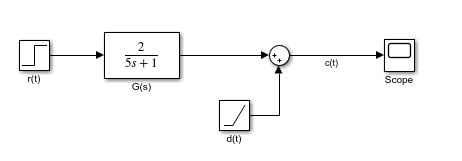 2
5s + 1
r(t)
G(s)
+
+
c(t)
Scope
d(t)